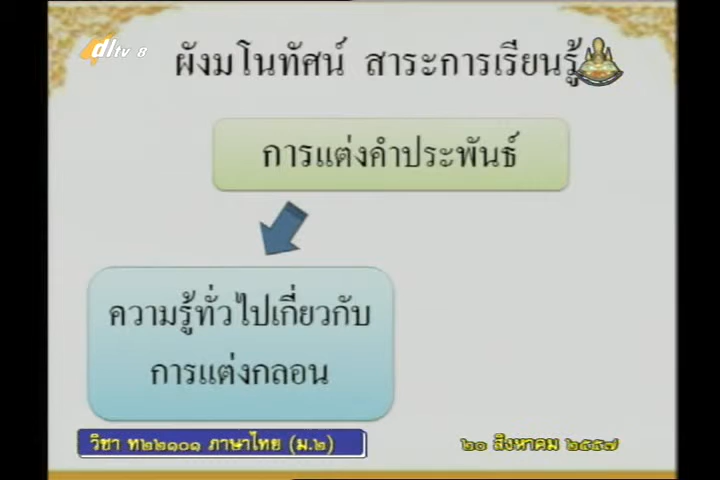 dltv 8
ผังมโนทัศน์ สาระการเรียนรู้
การแต่งคำประพันธ์
ความรู้ทั่วไปเกี่ยวกับ
การแต่งกลอน
วิชา ท๒๒๑๐๑ ภาษาไทย (ม.๒)
๒๐ สิงหาคม ๒๕๕๗